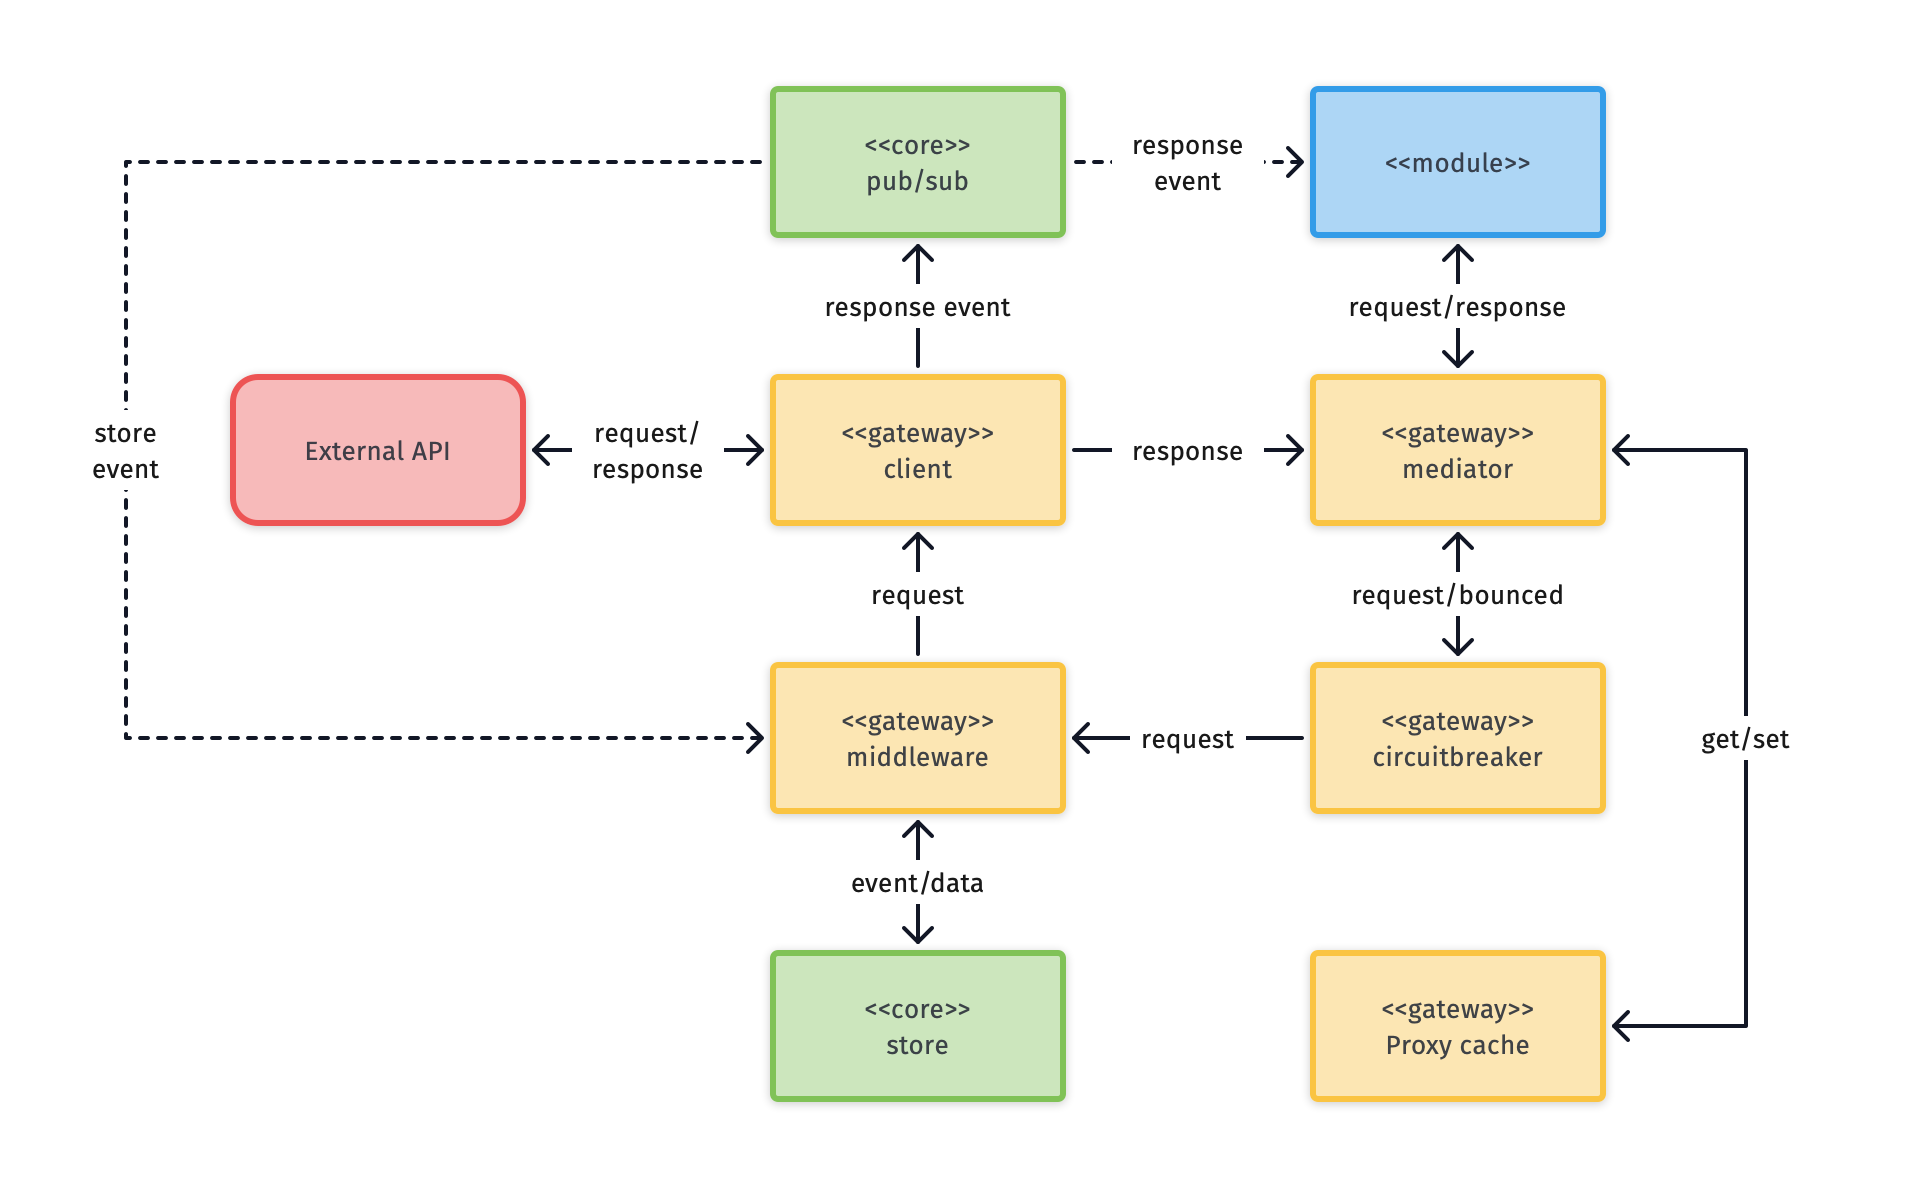 <<core>>
pub/sub
response
event
<<module>>
response event
request/response
store
event
External API
request/
response
<<gateway>>
client
response
<<gateway>>
mediator
request
request/bounced
<<gateway>>
middleware
request
<<gateway>>
circuitbreaker
get/set
event/data
<<core>>
store
<<gateway>>
Proxy cache